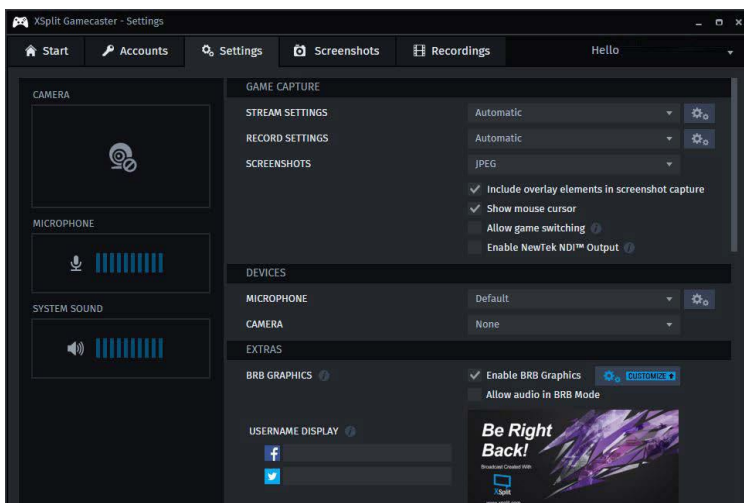 XSplit Gamecaster - Settings
Start Accounts Settings Screenshots Recordings Hello
CAMERA
MICROPHONE
SYSTEM SOUND
GAME CAPTURE
STREAM SETTINGS Automatic
RECORD SETTINGS Automatic
SCREENSHOTS JPEG
Include overlay elements in screenshot capture
Show mouse cursor
Allow game switching
Enable NewTek NDI™ Output
DEVICES
MICROPHONE Default
CAMERA None
EXTRAS
BRB GRAPHICS Enable BRB Graphics CUSTOMIZE
Allow audio in BRB Mode
USERNAME DISPLAY
Be Right
Back!
Broadcast Created With
XSplit